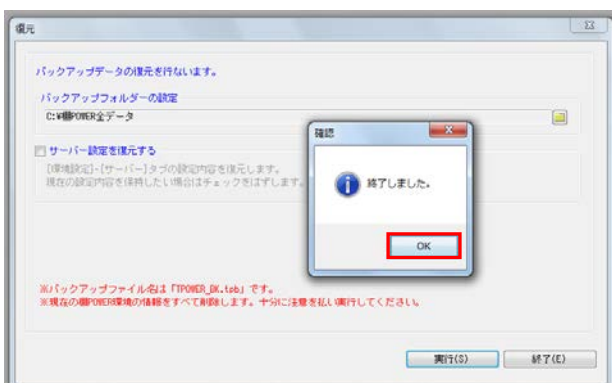 復元
バックアップデータの復元を行ないます。
バックアップフォルダーの設定
C:¥棚POWER全データ
サーバー設定を復元する
[環境設定]-[サーバー]タブの設定内容を復元します。
現在の設定内容を保持したい場合はチェックをはずします。
確認
終了しました。
OK
※バックアップファイル名は「TPOWER_BK.tpb」です。
※現在の棚POWER環境の情報をすべて削除します。十分に注意を払い実行してください。
実行(S)
終了(E)